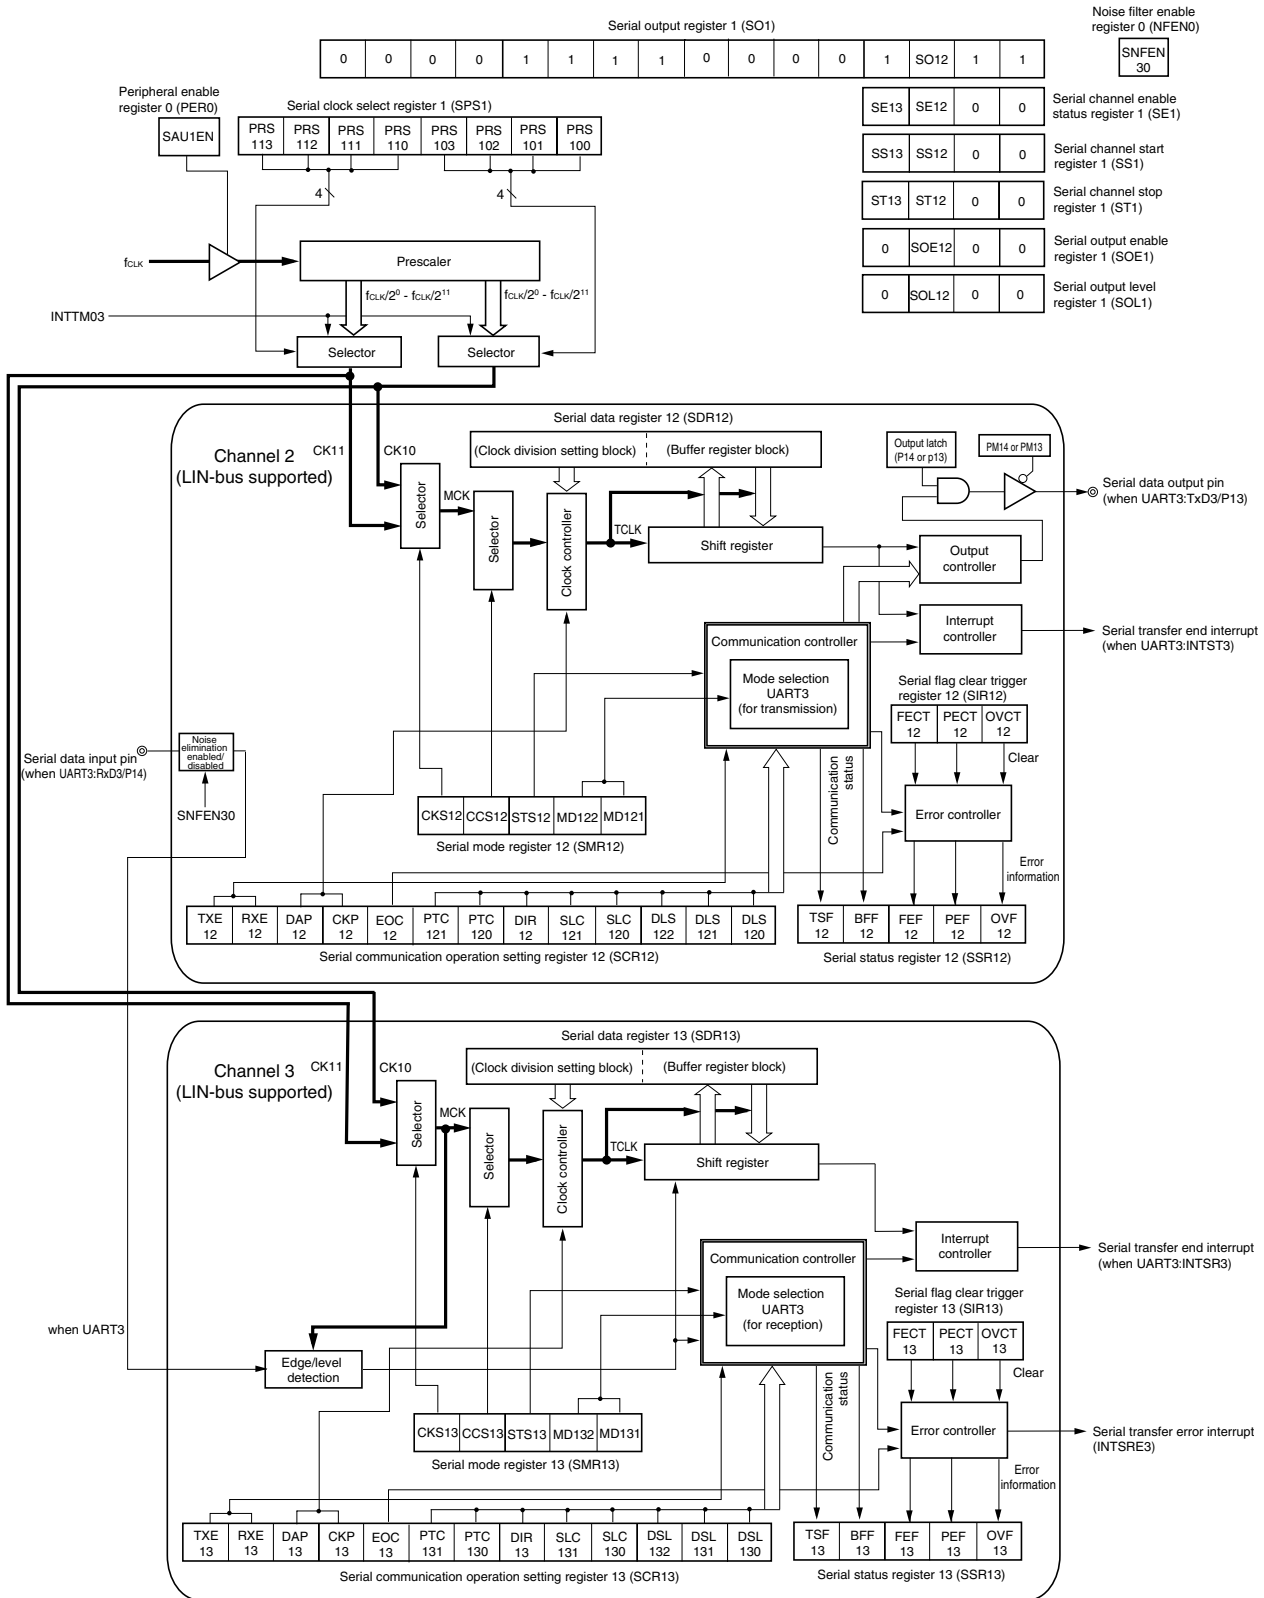 Serial output register 1 (SO1)
0 0 0 0 1 1 1 1 0 0 0 0 1 SO12 1 1
Noise filter enable
register 0 (NFEN0)
SNFEN
30
Peripheral enable
register 0 (PER0)
SAU1EN
Serial clock select register 1 (SPS1)
PRS PRS PRS PRS PRS PRS PRS PRS
113 112 111 110 103 102 101 100
4
4
SE13 SE12 0 0
Serial channel enable
status register 1 (SE1)
SS13 SS12 0 0
Serial channel start
register 1 (SS1)
ST13 ST12 0 0
Serial channel stop
register 1 (ST1)
0 SOE12 0 0
Serial output enable
register 1 (SOE1)
0 SOL12 0 0
Serial output level
register 1 (SOL1)
fCLK
Prescaler
fCLK/2⁰ - fCLK/2¹¹
fCLK/2⁰ - fCLK/2¹¹
INTTM03
Selector
Selector
Channel 2
(LIN-bus supported)
CK11
CK10
Serial data register 12 (SDR12)
(Clock division setting block)
(Buffer register block)
Selector
MCK
Selector
Clock controller
TCLK
Shift register
Output latch
(P14 or p13)
PM14 or PM13
Serial data output pin
(when UART3:TxD3/P13)
Output
controller
Interrupt
controller
Serial transfer end interrupt
(when UART3:INTST3)
Communication controller
Mode selection
UART3
(for transmission)
Serial flag clear trigger
register 12 (SIR12)
FECT PECT OVCT
12 12 12
Clear
Serial data input pin
(when UART3:RxD3/P14)
Noise
elimination
enabled/
disabled
SNFEN30
CKS12 CCS12 STS12 MD122 MD121
Serial mode register 12 (SMR12)
Communication
status
Error controller
Error
information
TXE RXE DAP CKP EOC PTC PTC DIR SLC SLC DLS DLS DLS
12 12 12 12 12 121 120 12 121 120 122 121 120
Serial communication operation setting register 12 (SCR12)
TSF BFF FEF PEF OVF
12 12 12 12 12
Serial status register 12 (SSR12)
Channel 3
(LIN-bus supported)
CK11
CK10
Serial data register 13 (SDR13)
(Clock division setting block)
(Buffer register block)
Selector
MCK
Selector
Clock controller
TCLK
Shift register
Interrupt
controller
Serial transfer end interrupt
(when UART3:INTSR3)
Communication controller
Mode selection
UART3
(for reception)
Serial flag clear trigger
register 13 (SIR13)
FECT PECT OVCT
13 13 13
Clear
when UART3
Edge/level
detection
CKS13 CCS13 STS13 MD132 MD131
Serial mode register 13 (SMR13)
Communication
status
Error controller
Serial transfer error interrupt
(INTSRE3)
Error
information
TXE RXE DAP CKP EOC PTC PTC DIR SLC SLC DSL DSL DSL
13 13 13 13 13 131 130 13 131 130 132 131 130
Serial communication operation setting register 13 (SCR13)
TSF BFF FEF PEF OVF
13 13 13 13 13
Serial status register 13 (SSR13)